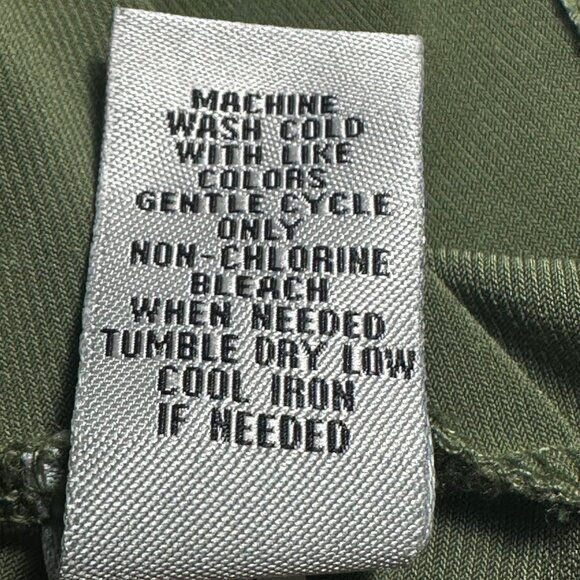 MACHINE
WASH COLD
WITH LIKE
COLORS
GENTLE CYCLE
ONLY
NON-CHLORINE
BLEACH
WHEN NEEDED
TUMBLE DRY LOW
COOL IRON
IF NEEDED